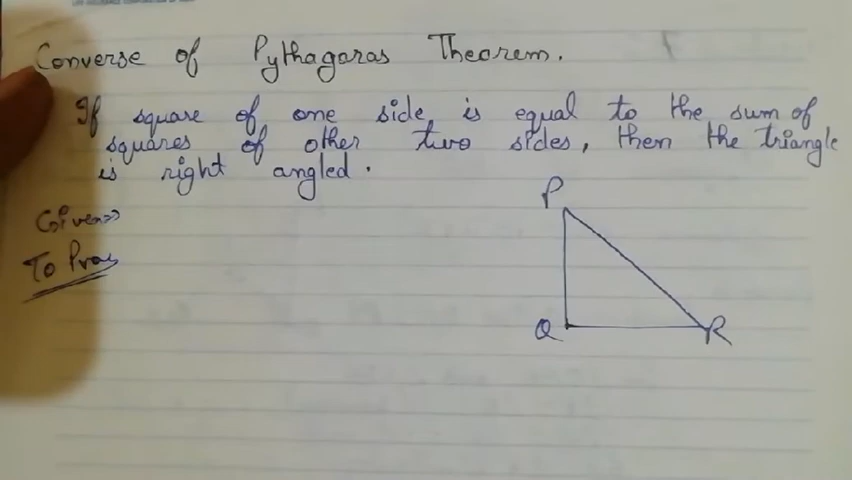 Converse of Pythagoras Theorem.
If square of one side is equal to the sum of
squares of other two sides, then the triangle
is right angled.
P
Given
To Prove
Q
R